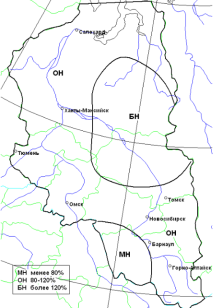 Салехард
ОН
Ханты-Мансийск
БН
Тюмень
Томск
Омск
Новосибирск
ОН
Барнаул
МН
Горно-Алтайск
МН менее 80%
ОН 80-120%
БН более 120%